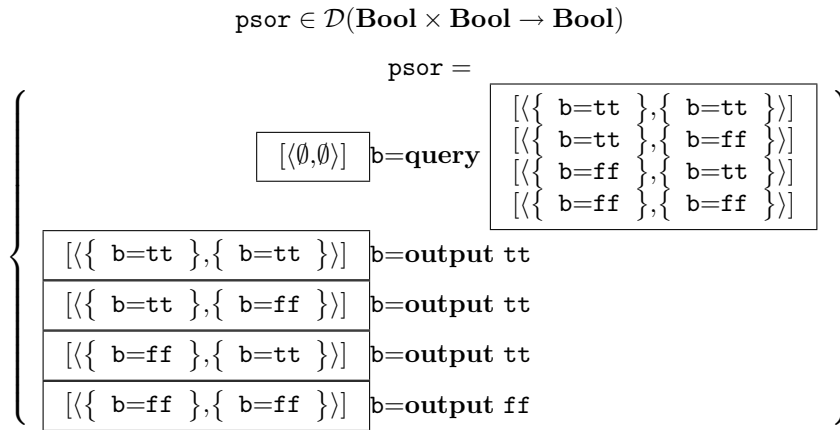 psor ∈ 𝒟(Bool × Bool → Bool)
psor =
[⟨{ b=tt },{ b=tt }⟩]
[⟨{ b=tt },{ b=ff }⟩]
[⟨∅,∅⟩] b=query
[⟨{ b=ff },{ b=tt }⟩]
[⟨{ b=ff },{ b=ff }⟩]
[⟨{ b=tt },{ b=tt }⟩] b=output tt
[⟨{ b=tt },{ b=ff }⟩] b=output tt
[⟨{ b=ff },{ b=tt }⟩] b=output tt
[⟨{ b=ff },{ b=ff }⟩] b=output ff